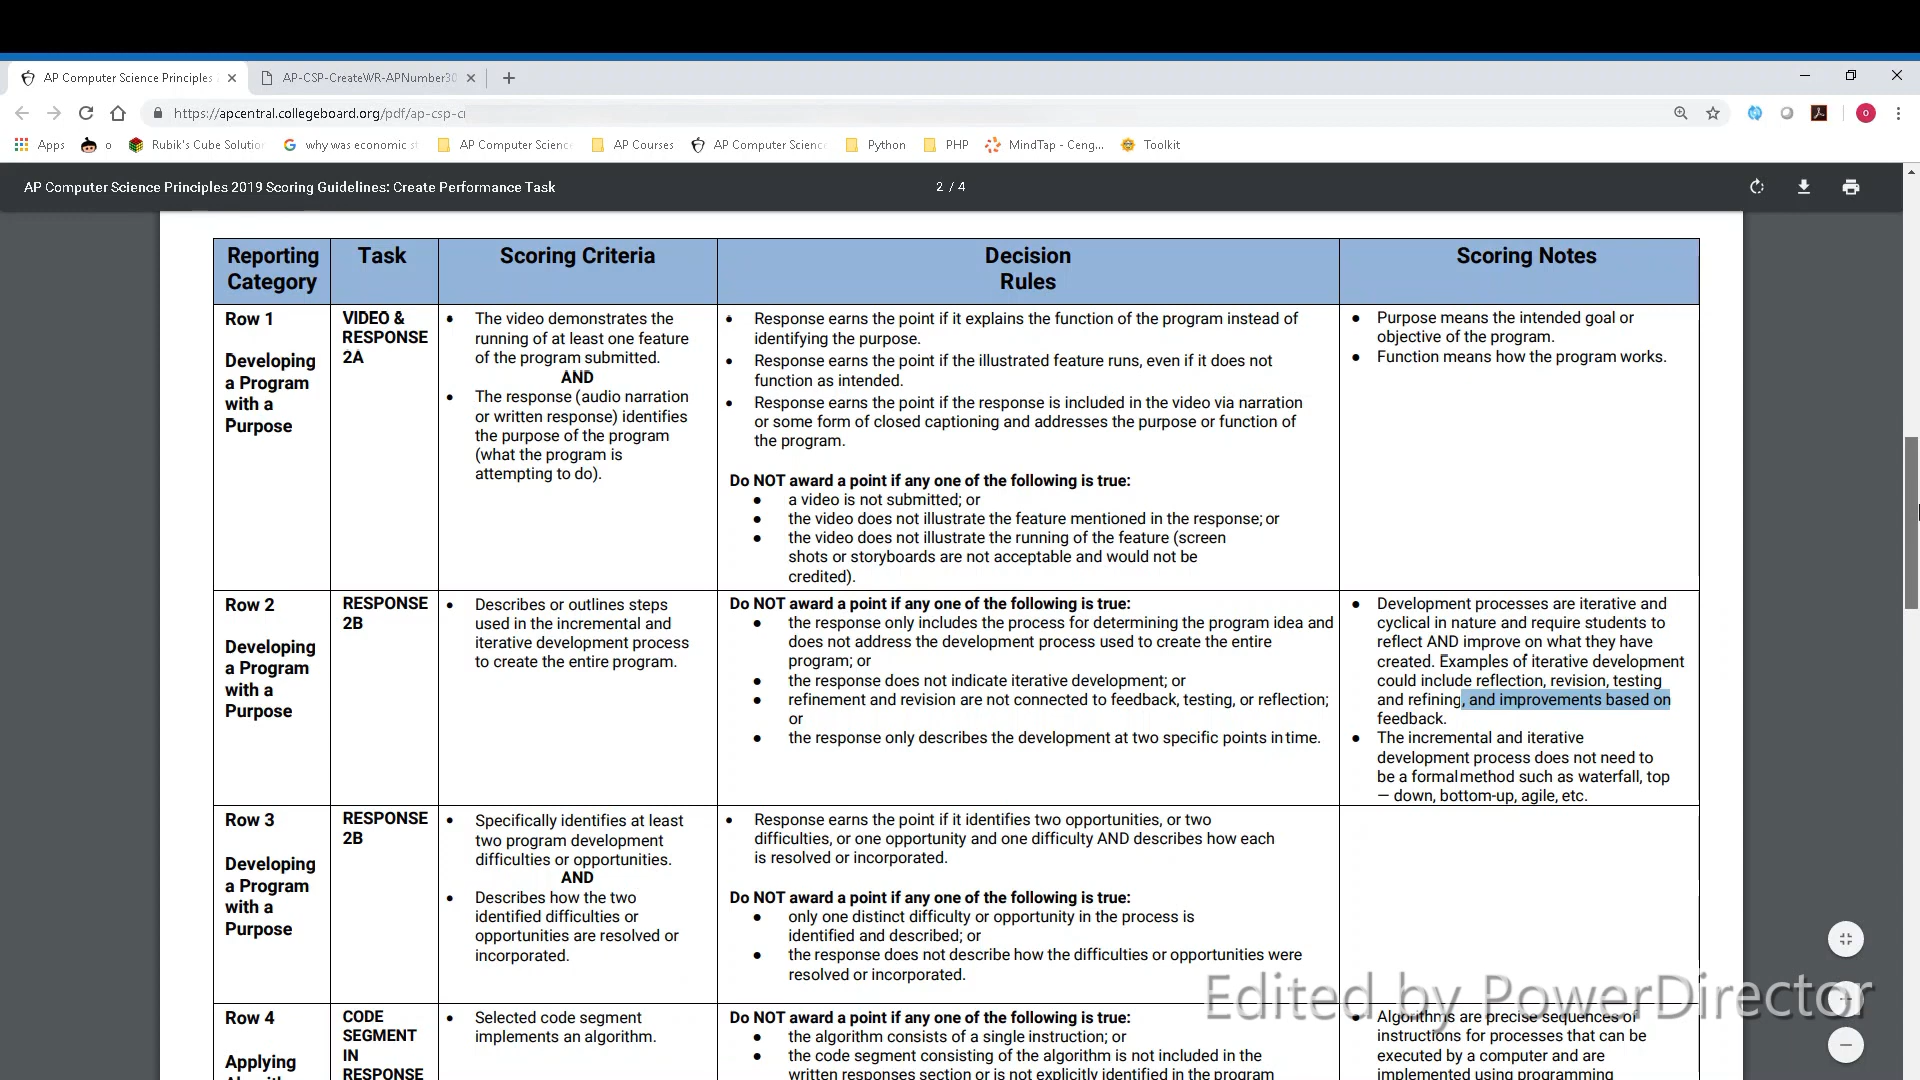 AP Computer Science Principles
AP-CSP-CreateWR-APNumber30
https://apcentral.collegeboard.org/pdf/ap-csp-c
Apps
o
Rubik's Cube Solutio
why was economic s
AP Computer Scienc
AP Courses
AP Computer Science
Python
PHP
MindTap - Ceng...
Toolkit
AP Computer Science Principles 2019 Scoring Guidelines: Create Performance Task
2 / 4
Reporting
Category
Task
Scoring Criteria
Decision
Rules
Scoring Notes
Row 1
Developing
a Program
with a
Purpose
VIDEO &
RESPONSE
2A
• The video demonstrates the
running of at least one feature
of the program submitted.
AND
• The response (audio narration
or written response) identifies
the purpose of the program
(what the program is
attempting to do).
• Response earns the point if it explains the function of the program instead of
identifying the purpose.
• Response earns the point if the illustrated feature runs, even if it does not
function as intended.
• Response earns the point if the response is included in the video via narration
or some form of closed captioning and addresses the purpose or function of
the program.
Do NOT award a point if any one of the following is true:
• a video is not submitted; or
• the video does not illustrate the feature mentioned in the response; or
• the video does not illustrate the running of the feature (screen
shots or storyboards are not acceptable and would not be
credited).
• Purpose means the intended goal or
objective of the program.
• Function means how the program works.
Row 2
Developing
a Program
with a
Purpose
RESPONSE
2B
• Describes or outlines steps
used in the incremental and
iterative development process
to create the entire program.
Do NOT award a point if any one of the following is true:
• the response only includes the process for determining the program idea and
does not address the development process used to create the entire
program; or
• the response does not indicate iterative development; or
• refinement and revision are not connected to feedback, testing, or reflection;
or
• the response only describes the development at two specific points in time.
• Development processes are iterative and
cyclical in nature and require students to
reflect AND improve on what they have
created. Examples of iterative development
could include reflection, revision, testing
and refining, and improvements based on
feedback.
• The incremental and iterative
development process does not need to
be a formal method such as waterfall, top
– down, bottom-up, agile, etc.
Row 3
Developing
a Program
with a
Purpose
RESPONSE
2B
• Specifically identifies at least
two program development
difficulties or opportunities.
AND
• Describes how the two
identified difficulties or
opportunities are resolved or
incorporated.
• Response earns the point if it identifies two opportunities, or two
difficulties, or one opportunity and one difficulty AND describes how each
is resolved or incorporated.
Do NOT award a point if any one of the following is true:
• only one distinct difficulty or opportunity in the process is
identified and described; or
• the response does not describe how the difficulties or opportunities were
resolved or incorporated.
Row 4
Applying
CODE
SEGMENT
IN
RESPONSE
• Selected code segment
implements an algorithm.
Do NOT award a point if any one of the following is true:
• the algorithm consists of a single instruction; or
• the code segment consisting of the algorithm is not included in the
written responses section or is not explicitly identified in the program
• Algorithms are precise sequences of
instructions for processes that can be
executed by a computer and are
implemented using programming
Edited by PowerDirector